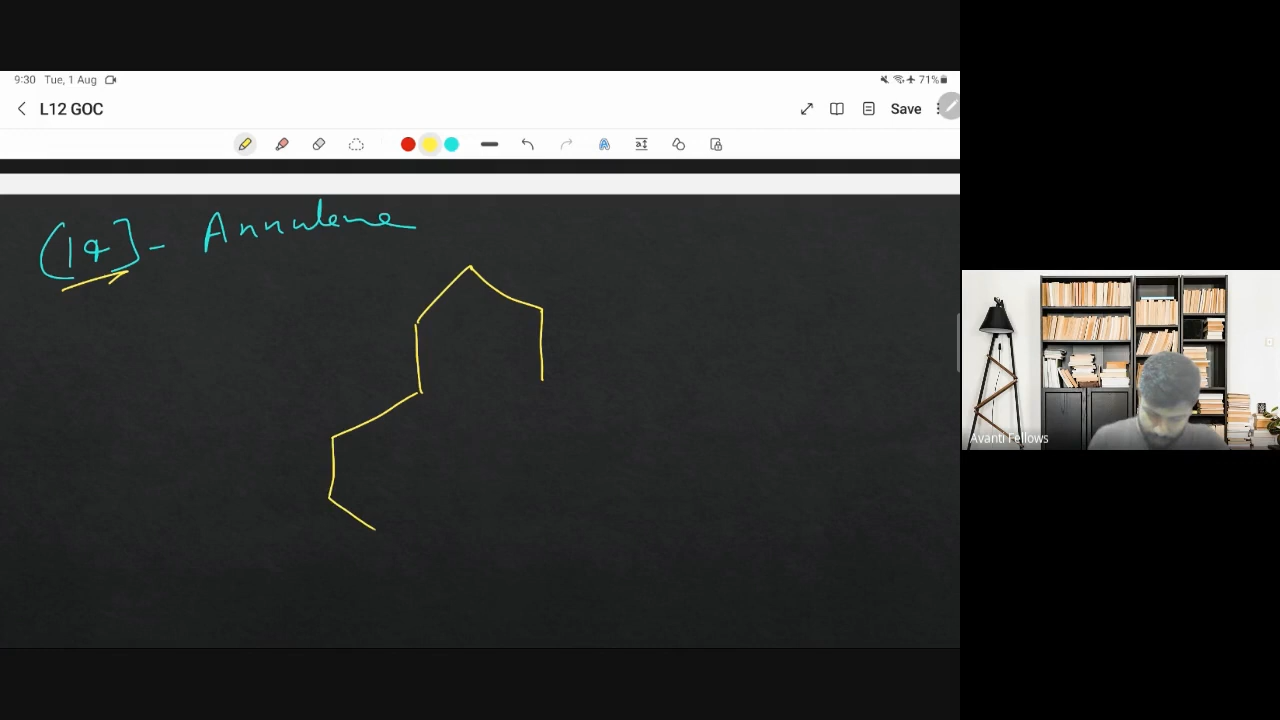 9:30 Tue, 1 Aug
71%
L12 GOC
Save
[14] - Annulene
Avanti Fellows